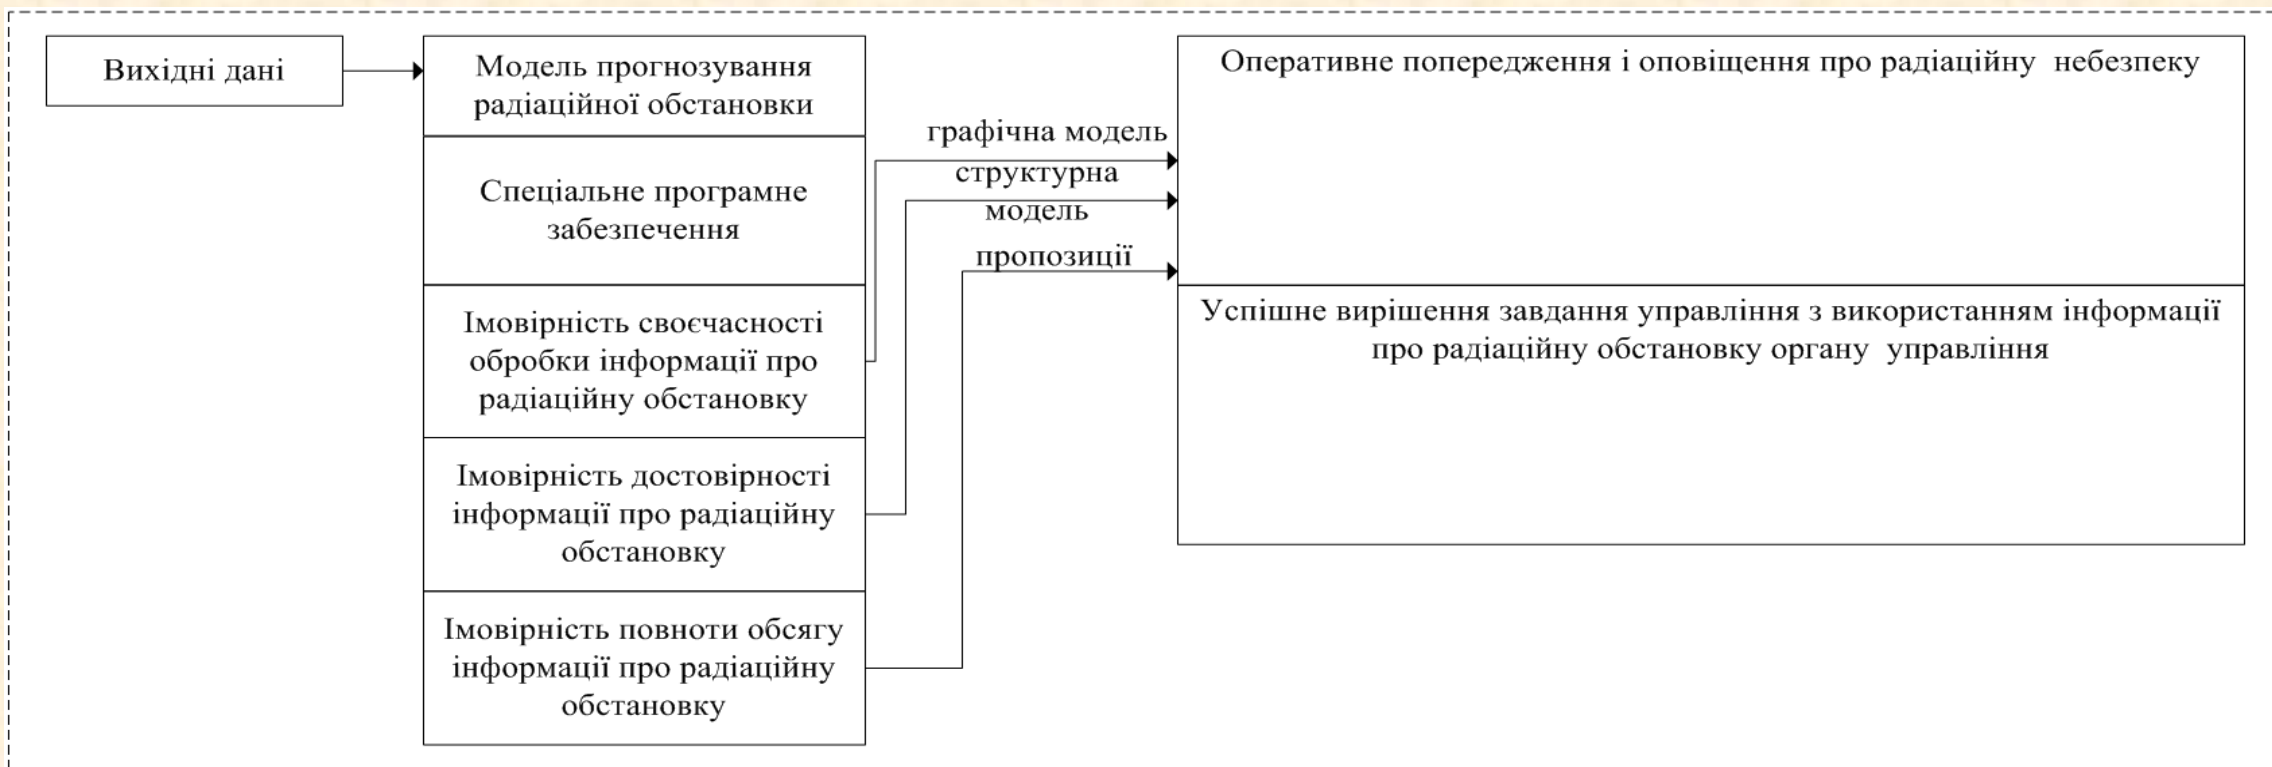 Вихідні дані
Модель прогнозування
радіаційної обстановки
Спеціальне програмне
забезпечення
Імовірність своєчасності
обробки інформації про
радіаційну обстановку
Імовірність достовірності
інформації про радіаційну
обстановку
Імовірність повноти обсягу
інформації про радіаційну
обстановку
графічна модель
структурна
модель
пропозиції
Оперативне попередження і оповіщення про радіаційну небезпеку
Успішне вирішення завдання управління з використанням інформації
про радіаційну обстановку органу управління